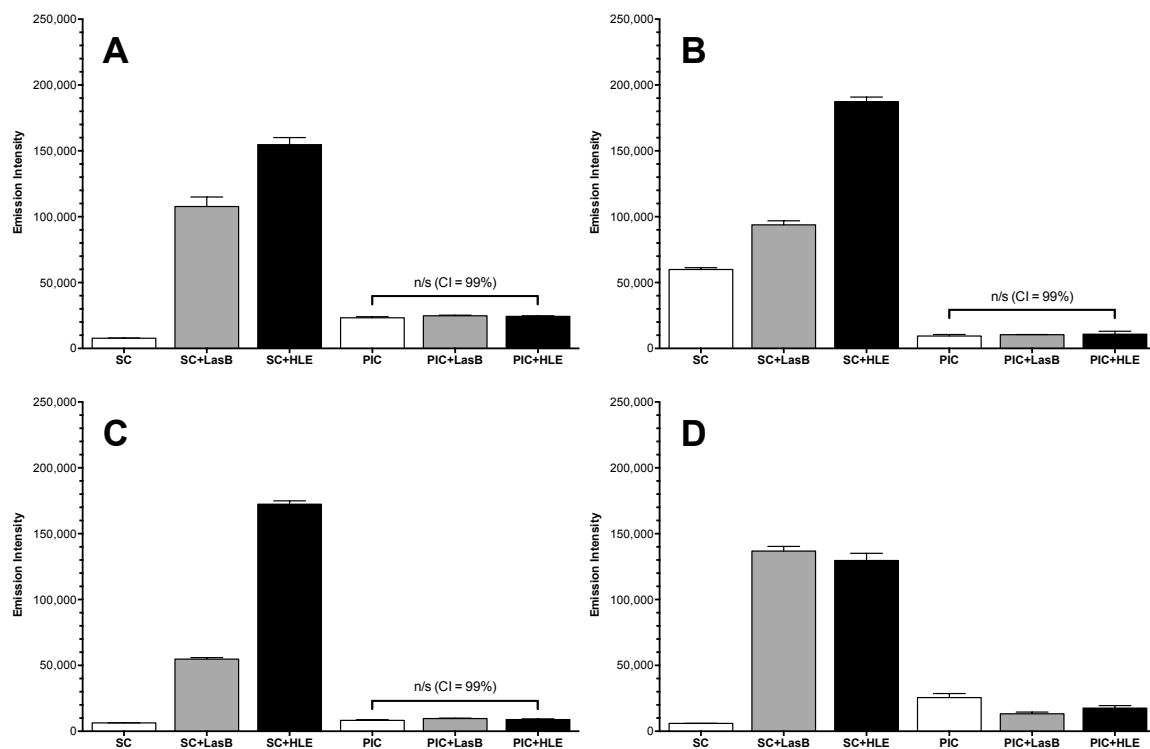 A
250,000
200,000
150,000
100,000
50,000
0
Emission Intensity
n/s (CI = 99%)
SC SC+LasB SC+HLE PIC PIC+LasB PIC+HLE
B
250,000
200,000
150,000
100,000
50,000
0
Emission Intensity
n/s (CI = 99%)
SC SC+LasB SC+HLE PIC PIC+LasB PIC+HLE
C
250,000
200,000
150,000
100,000
50,000
0
Emission Intensity
n/s (CI = 99%)
SC SC+LasB SC+HLE PIC PIC+LasB PIC+HLE
D
250,000
200,000
150,000
100,000
50,000
0
Emission Intensity
SC SC+LasB SC+HLE PIC PIC+LasB PIC+HLE